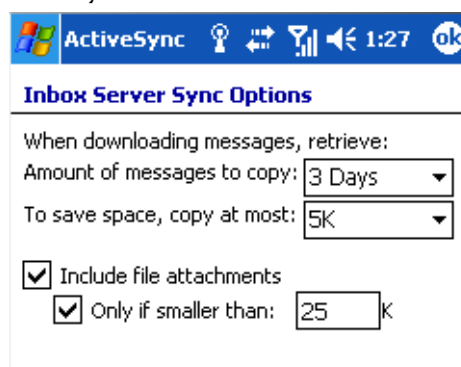 ActiveSync 1:27 ok
Inbox Server Sync Options
When downloading messages, retrieve:
Amount of messages to copy: 3 Days
To save space, copy at most: 5K
Include file attachments
Only if smaller than: 25 K